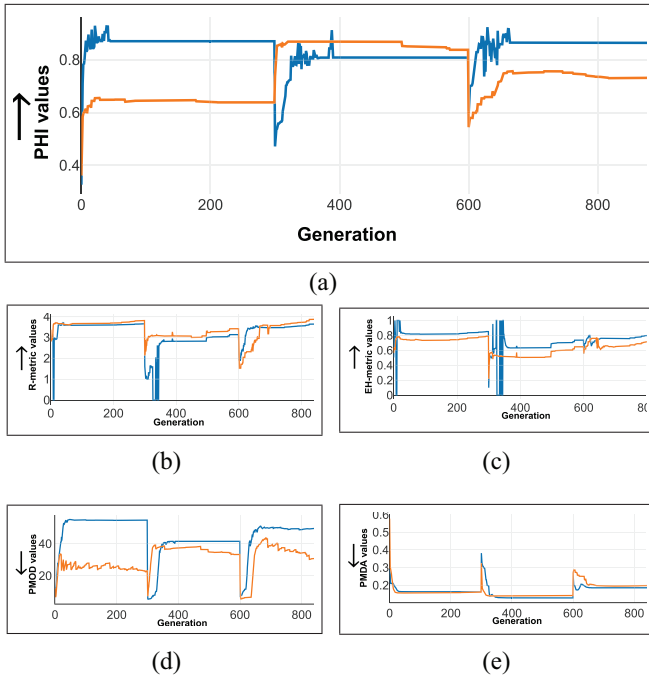 0.8
0.6
0.4
PHI values
0 200 400 600 800
Generation
(a)
4
3
2
1
0
R-metric values
0 200 400 600 800
Generation
(b)
1
0.8
0.6
0.4
0.2
0
EH-metric values
0 200 400 600 800
Generation
(c)
40
20
PMOD values
0 200 400 600 800
Generation
(d)
0.6
0.5
0.4
0.3
0.2
PMDA values
0 200 400 600 800
Generation
(e)